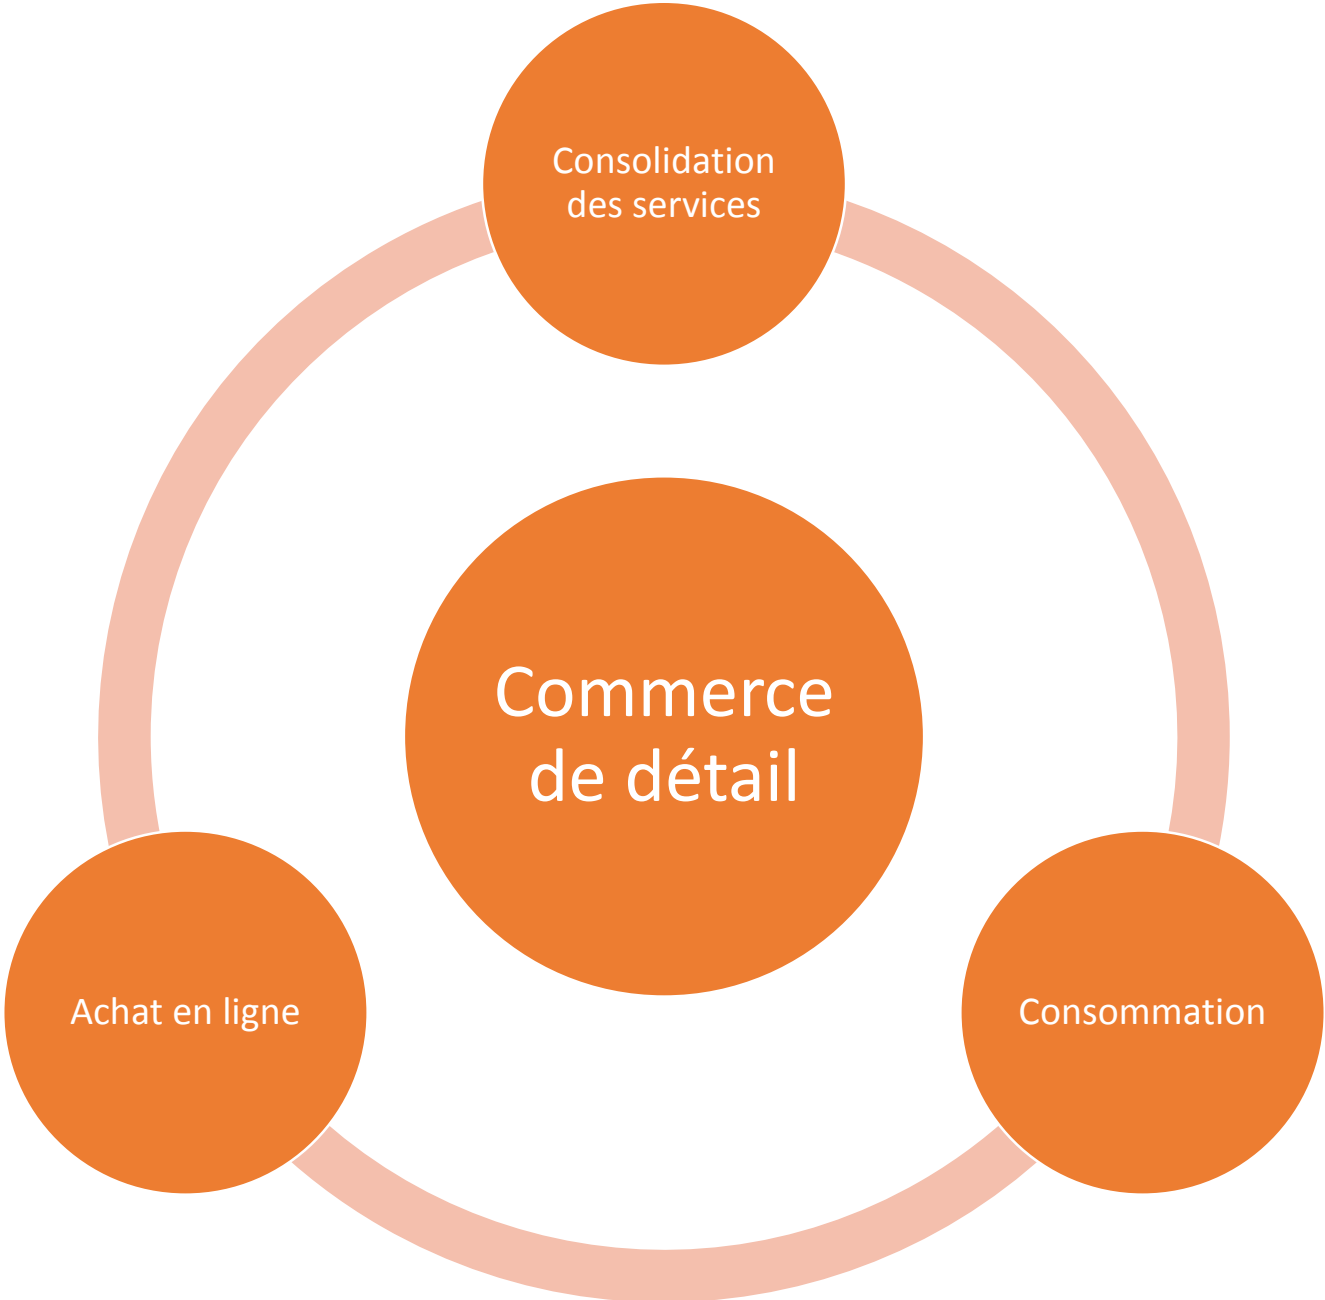 Consolidation
des services
Commerce
de détail
Achat en ligne
Consommation